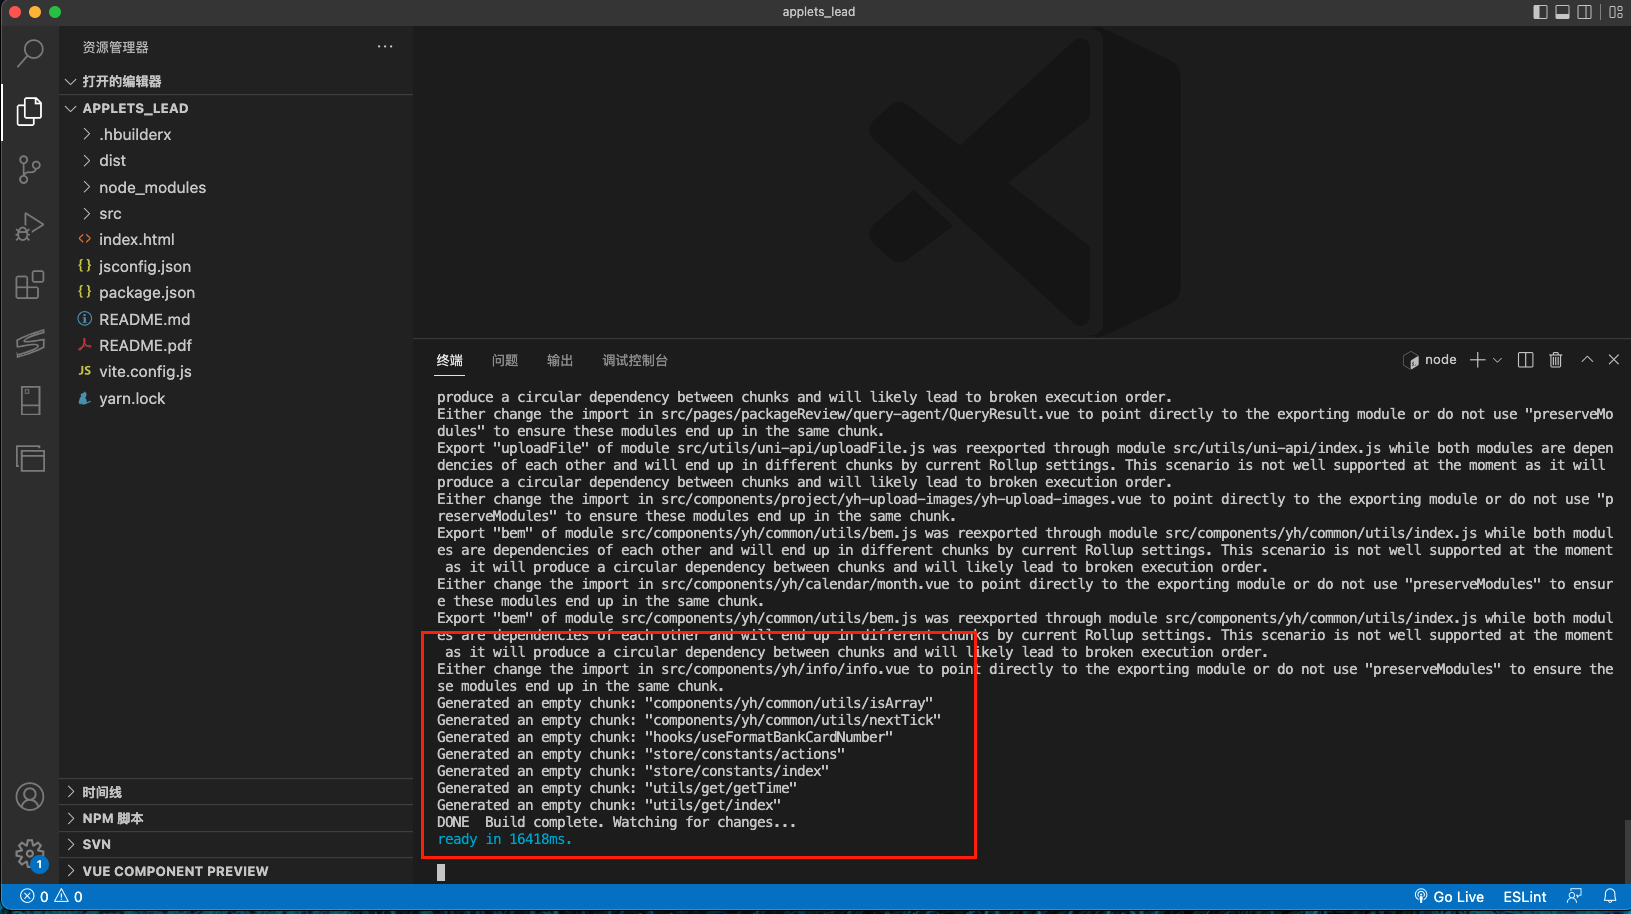 applets_lead
资源管理器
打开的编辑器
APPLETS_LEAD
.hbuilderx
dist
node_modules
src
index.html
jsconfig.json
package.json
README.md
README.pdf
JS vite.config.js
yarn.lock
时间线
NPM 脚本
SVN
VUE COMPONENT PREVIEW
终端 问题 输出 调试控制台 node
produce a circular dependency between chunks and will likely lead to broken execution order.
Either change the import in src/pages/packageReview/query-agent/QueryResult.vue to point directly to the exporting module or do not use "preserveMo
dules" to ensure these modules end up in the same chunk.
Export "uploadFile" of module src/utils/uni-api/uploadFile.js was reexported through module src/utils/uni-api/index.js while both modules are depen
dencies of each other and will end up in different chunks by current Rollup settings. This scenario is not well supported at the moment as it will
produce a circular dependency between chunks and will likely lead to broken execution order.
Either change the import in src/components/project/yh-upload-images/yh-upload-images.vue to point directly to the exporting module or do not use "p
reserveModules" to ensure these modules end up in the same chunk.
Export "bem" of module src/components/yh/common/utils/bem.js was reexported through module src/components/yh/common/utils/index.js while both modul
es are dependencies of each other and will end up in different chunks by current Rollup settings. This scenario is not well supported at the moment
as it will produce a circular dependency between chunks and will likely lead to broken execution order.
Either change the import in src/components/yh/calendar/month.vue to point directly to the exporting module or do not use "preserveModules" to ensur
e these modules end up in the same chunk.
Export "bem" of module src/components/yh/common/utils/bem.js was reexported through module src/components/yh/common/utils/index.js while both modul
es are dependencies of each other and will end up in different chunks by current Rollup settings. This scenario is not well supported at the moment
as it will produce a circular dependency between chunks and will likely lead to broken execution order.
Either change the import in src/components/yh/info/info.vue to point directly to the exporting module or do not use "preserveModules" to ensure the
se modules end up in the same chunk.
Generated an empty chunk: "components/yh/common/utils/isArray"
Generated an empty chunk: "components/yh/common/utils/nextTick"
Generated an empty chunk: "hooks/useFormatBankCardNumber"
Generated an empty chunk: "store/constants/actions"
Generated an empty chunk: "store/constants/index"
Generated an empty chunk: "utils/get/getTime"
Generated an empty chunk: "utils/get/index"
DONE  Build complete. Watching for changes...
ready in 16418ms.
1
0 0 Go Live ESLint